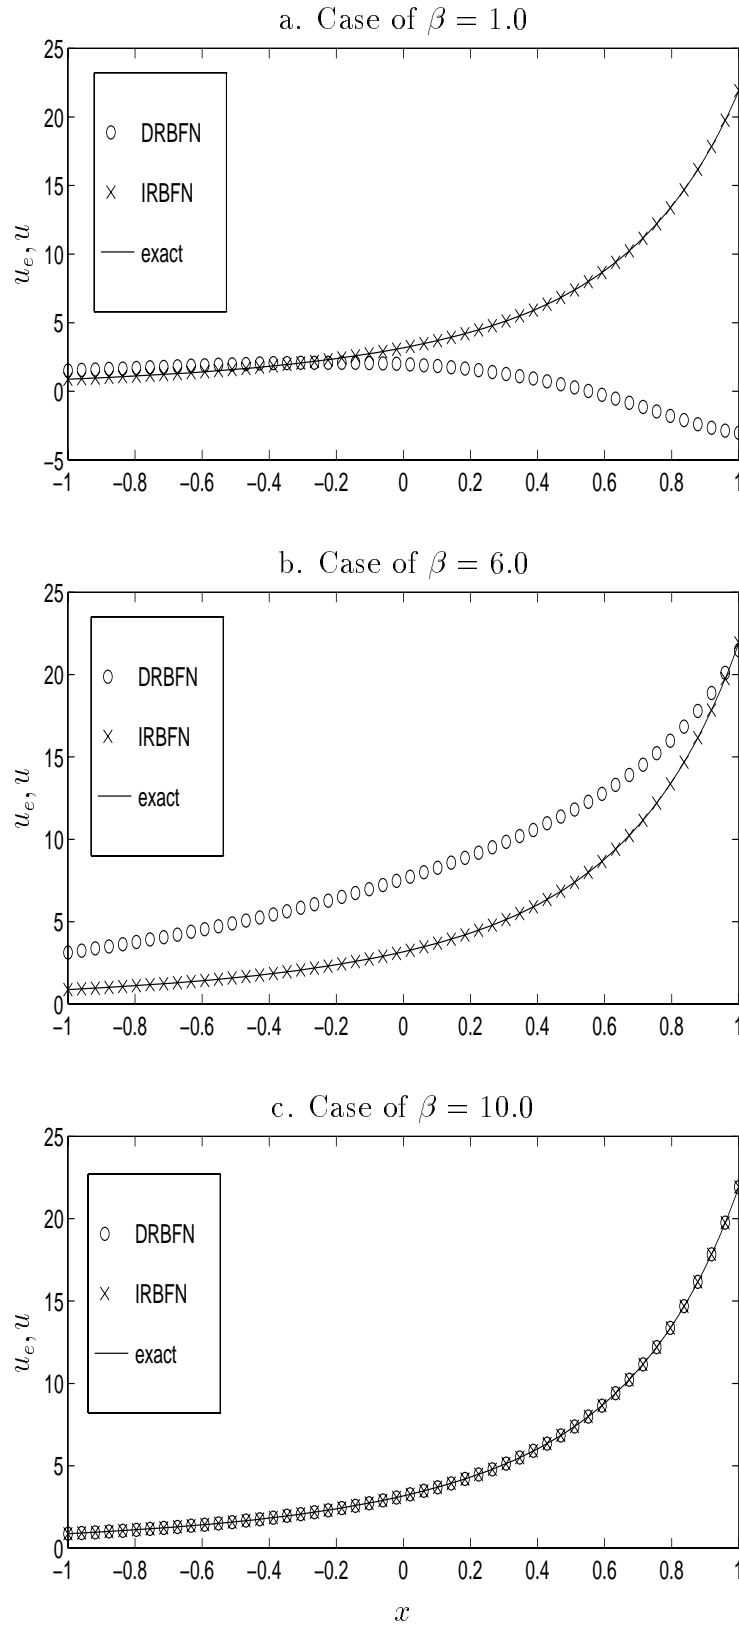 a. Case of β = 1.0
25
20
15
10
5
0
−5
u_e, u
DRBFN
IRBFN
exact
−1 −0.8 −0.6 −0.4 −0.2 0 0.2 0.4 0.6 0.8 1
b. Case of β = 6.0
25
20
15
10
5
0
u_e, u
DRBFN
IRBFN
exact
−1 −0.8 −0.6 −0.4 −0.2 0 0.2 0.4 0.6 0.8 1
c. Case of β = 10.0
25
20
15
10
5
0
u_e, u
DRBFN
IRBFN
exact
−1 −0.8 −0.6 −0.4 −0.2 0 0.2 0.4 0.6 0.8 1
x